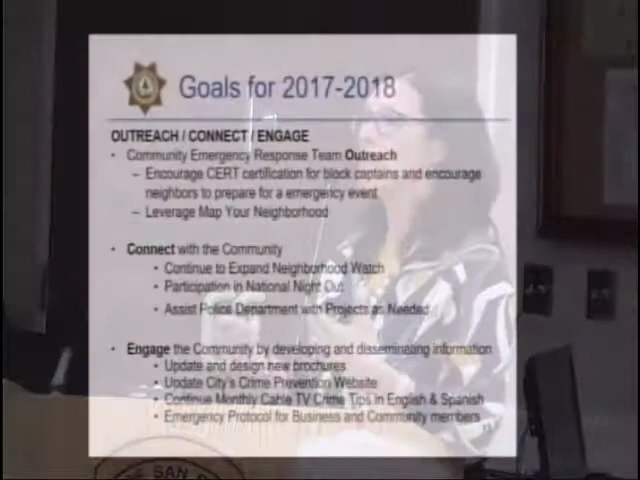 Goals for 2017-2018
OUTREACH / CONNECT / ENGAGE
• Community Emergency Response Team Outreach
– Encourage CERT certification for block captains and encourage
neighbors to prepare for a emergency event
– Leverage Map Your Neighborhood
• Connect with the Community
• Continue to Expand Neighborhood Watch
• Participation in National Night Out
• Assist Police Department with Projects as Needed
• Engage the Community by developing and disseminating information
• Update and design new brochures
• Update City's Crime Prevention Website
• Continue Monthly Cable TV Crime Tips in English & Spanish
• Emergency Protocol for Business and Community members
SAN